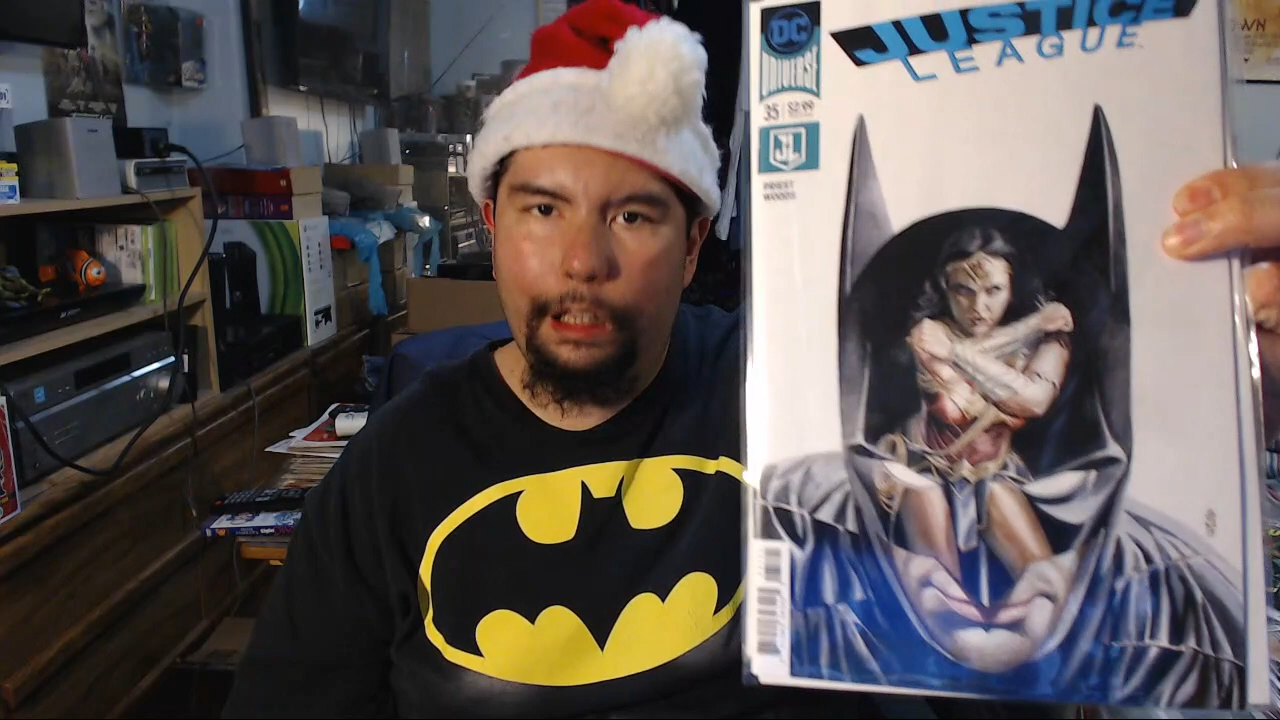 DC
UNIVERSE
35 $2.99
JL
PRIEST
WOODS
JUSTICE
LEAGUE